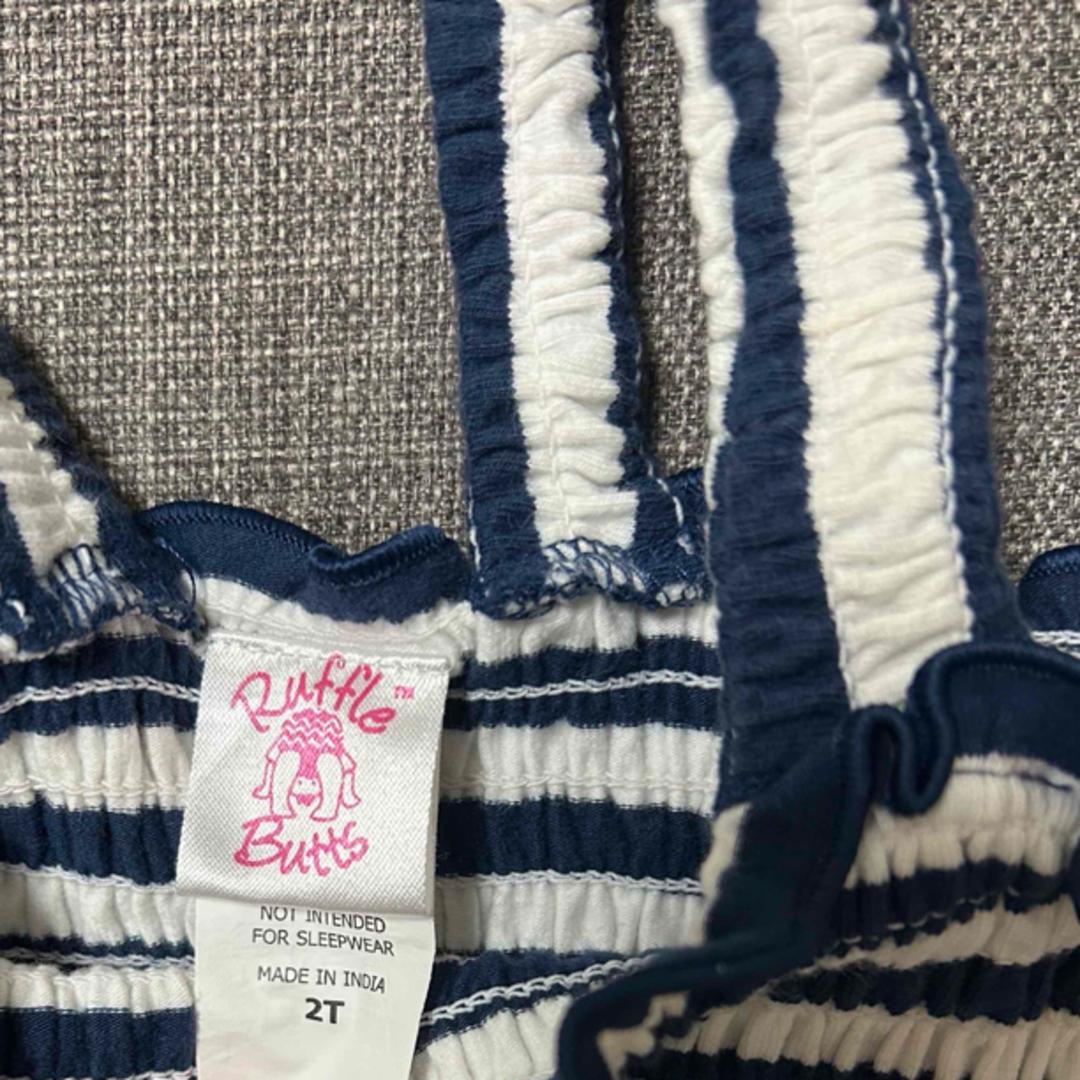 Ruffle™
Butts
NOT INTENDED
FOR SLEEPWEAR
MADE IN INDIA
2T